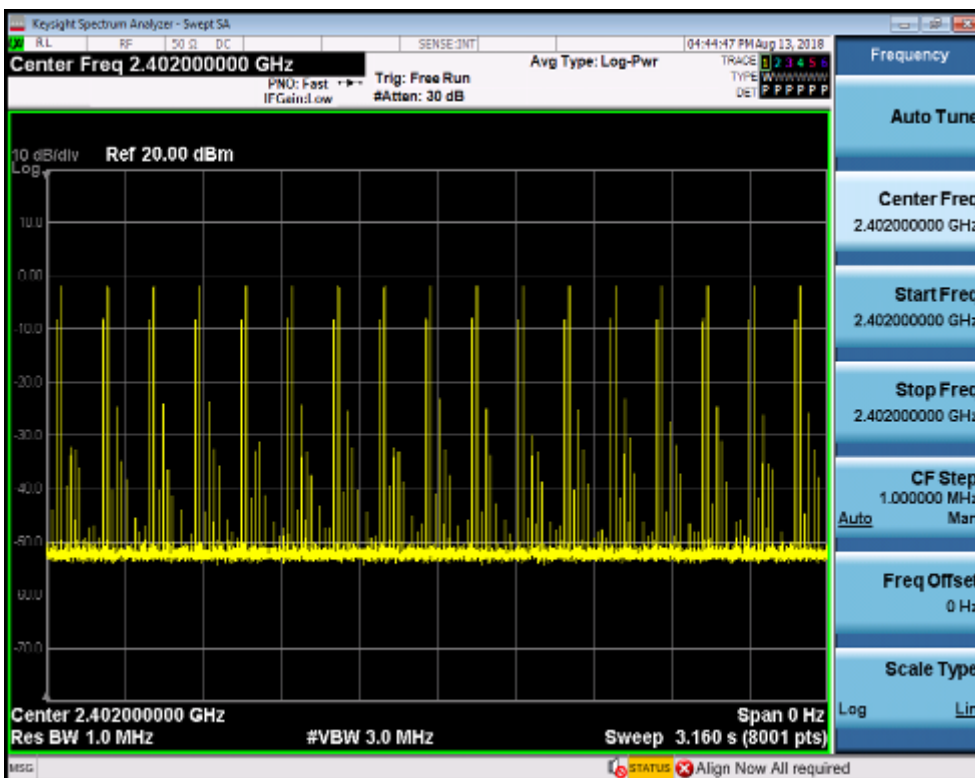 Keysight Spectrum Analyzer - Swept SA
RL RF 50 Ω DC SENSE:INT 04:44:47 PM Aug 13, 2018
Center Freq 2.402000000 GHz
PNO: Fast
IFGain:Low
Trig: Free Run
#Atten: 30 dB
Avg Type: Log-Pwr
TRACE 1 2 3 4 5 6
TYPE WWWWWW
DET P P P P P P
10 dB/div
Log
Ref 20.00 dBm
10.0
0.00
-10.0
-20.0
-30.0
-40.0
-50.0
-60.0
-70.0
Center 2.402000000 GHz
Span 0 Hz
Res BW 1.0 MHz
#VBW 3.0 MHz
Sweep 3.160 s (8001 pts)
MSG
STATUS
Align Now All required
Frequency
Auto Tune
Center Freq
2.402000000 GHz
Start Freq
2.402000000 GHz
Stop Freq
2.402000000 GHz
CF Step
1.000000 MHz
Auto Man
Freq Offset
0 Hz
Scale Type
Log Lin